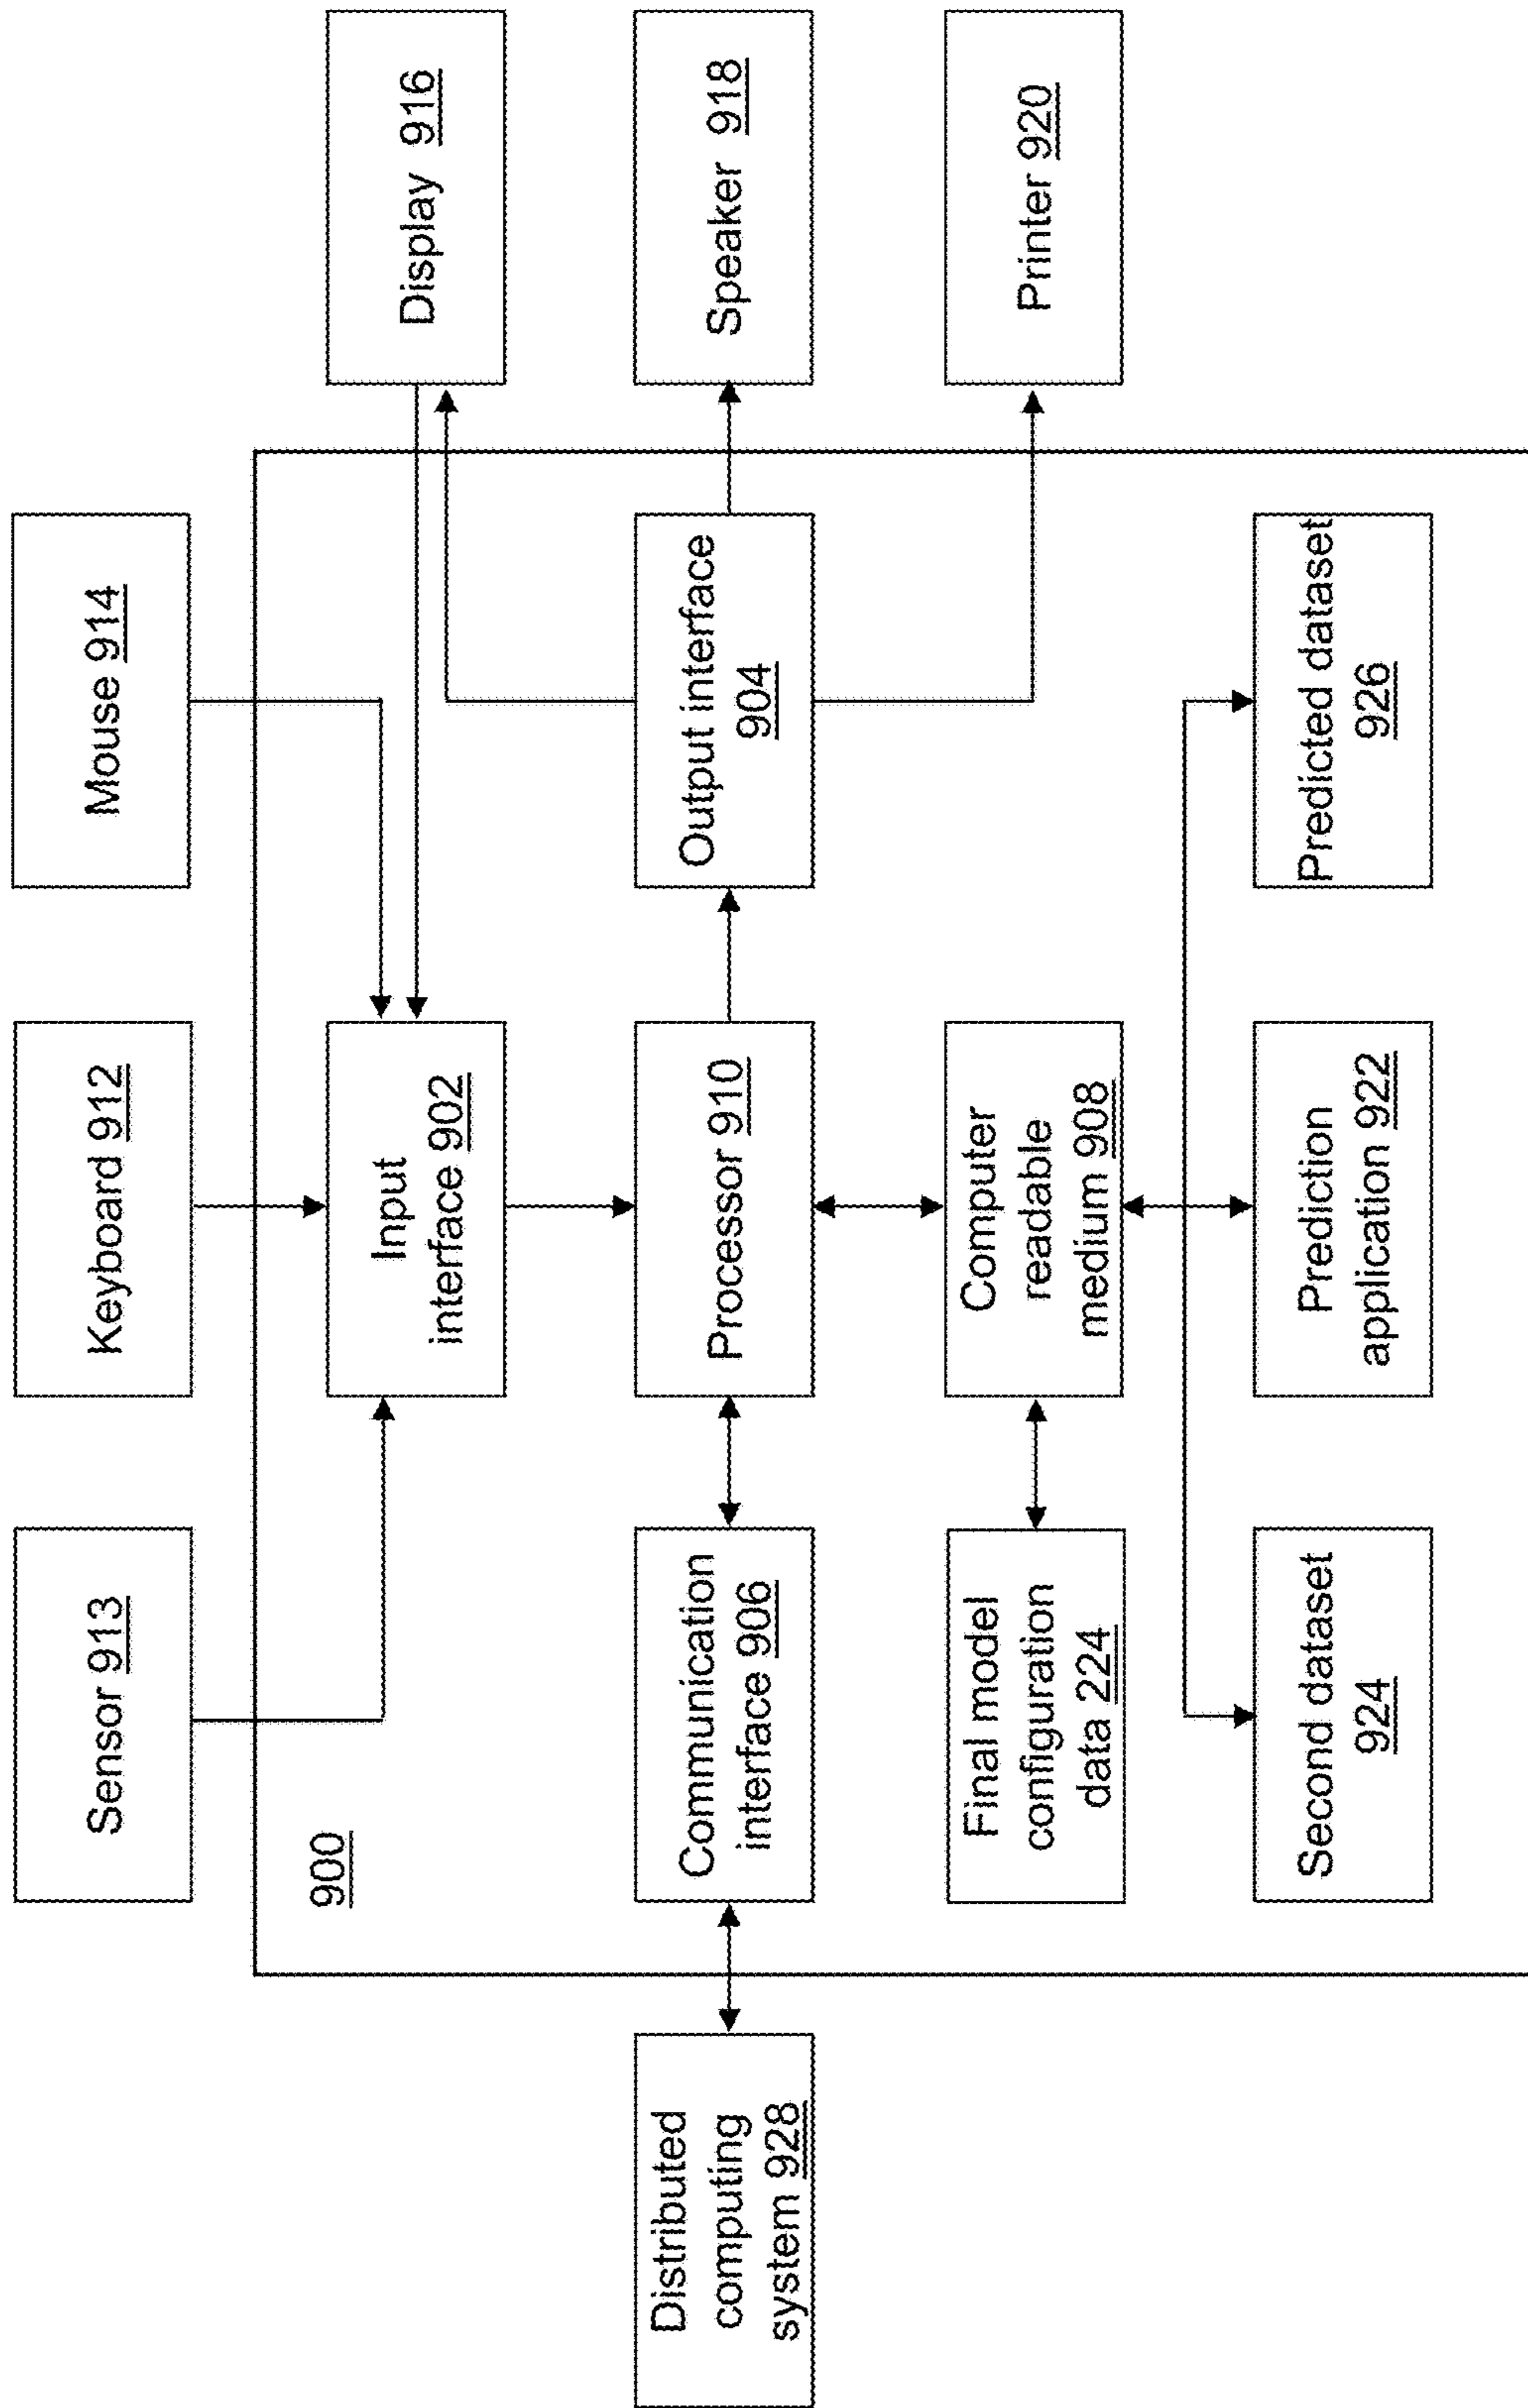 Sensor 913
Keyboard 912
Mouse 914
900
Input
interface 902
Display 916
Distributed
computing
system 928
Communication
interface 906
Processor 910
Output interface
904
Speaker 918
Final model
configuration
data 224
Computer
readable
medium 908
Printer 920
Second dataset
924
Prediction
application 922
Predicted dataset
926